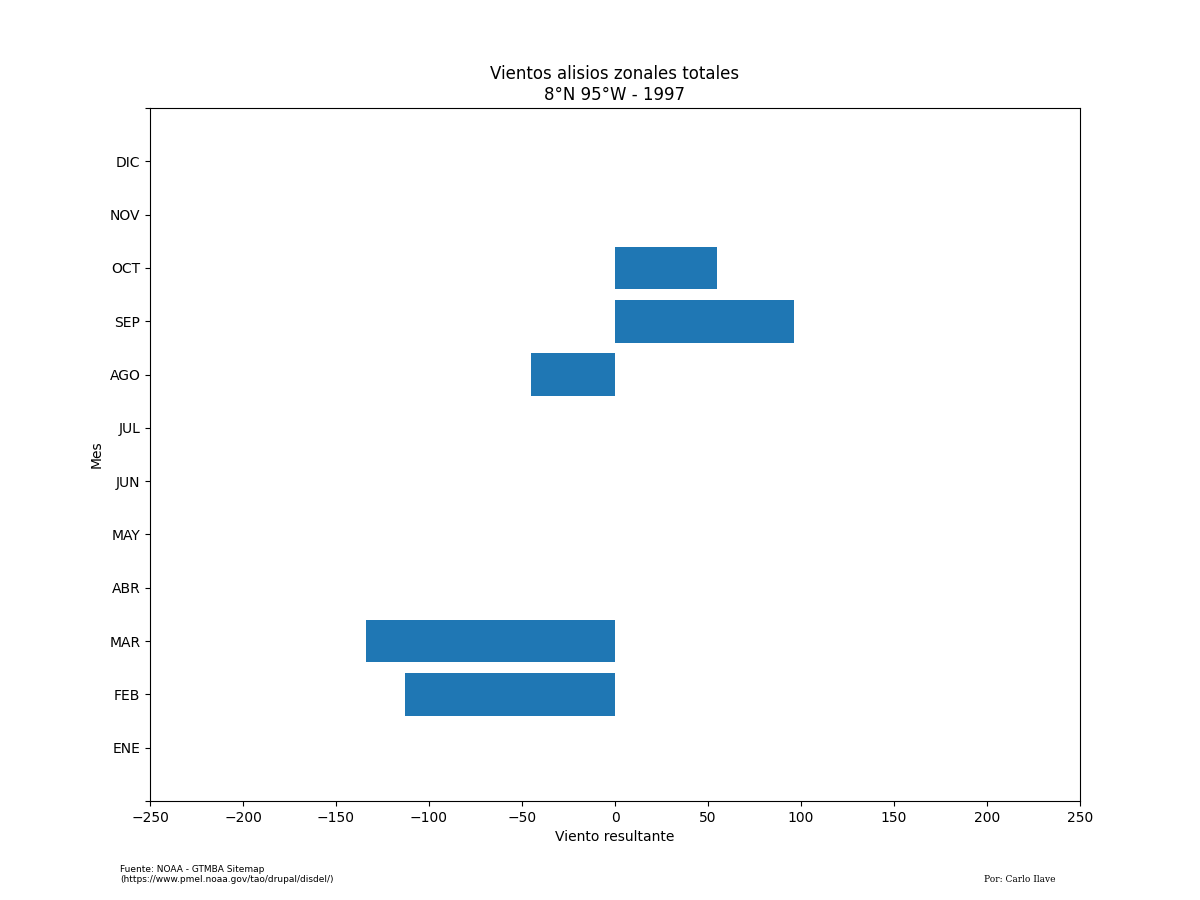 Vientos alisios zonales totales
8°N 95°W - 1997
DIC
NOV
OCT
SEP
AGO
JUL
JUN
MAY
ABR
MAR
FEB
ENE
Mes
−250 −200 −150 −100 −50 0 50 100 150 200 250
Viento resultante
Fuente: NOAA - GTMBA Sitemap
(https://www.pmel.noaa.gov/tao/drupal/disdel/)
Por: Carlo Ilave